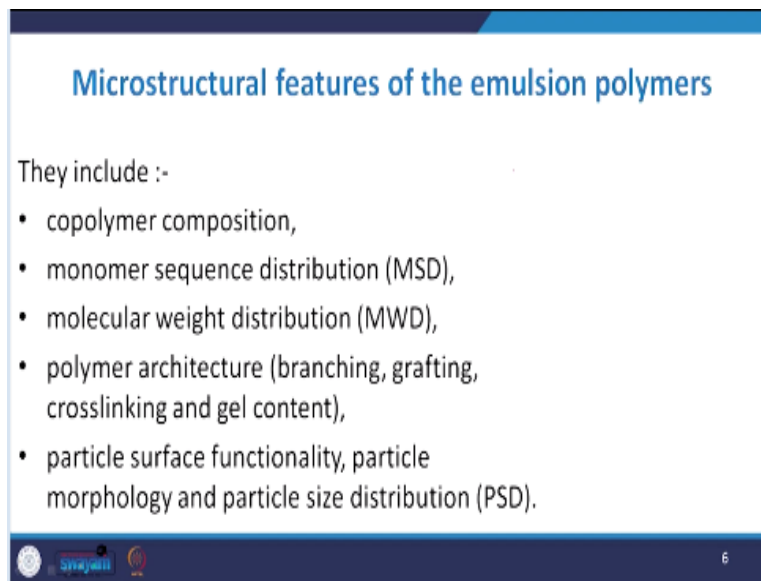 Microstructural features of the emulsion polymers
They include :-
• copolymer composition,
• monomer sequence distribution (MSD),
• molecular weight distribution (MWD),
• polymer architecture (branching, grafting,
crosslinking and gel content),
• particle surface functionality, particle
morphology and particle size distribution (PSD).
swayam
6